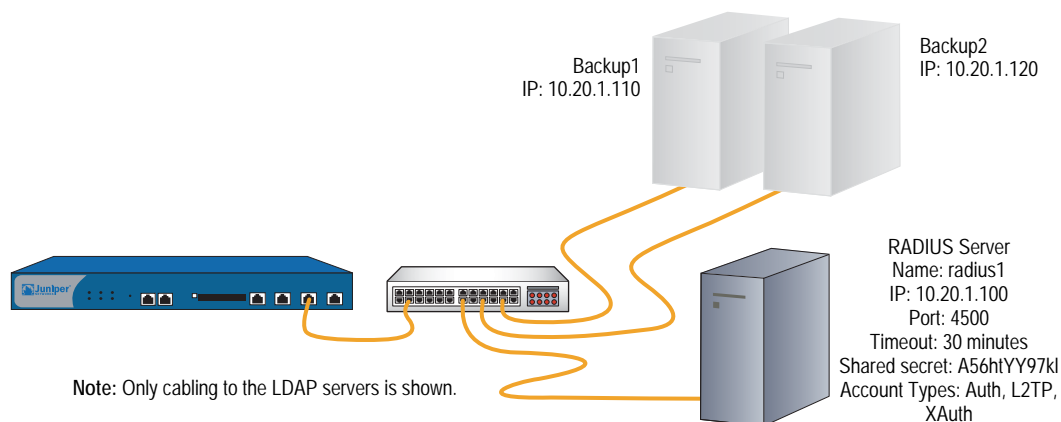 Backup1
IP: 10.20.1.110
Backup2
IP: 10.20.1.120
Juniper
RADIUS Server
Name: radius1
IP: 10.20.1.100
Port: 4500
Timeout: 30 minutes
Shared secret: A56htYY97kl
Account Types: Auth, L2TP,
XAuth
Note: Only cabling to the LDAP servers is shown.